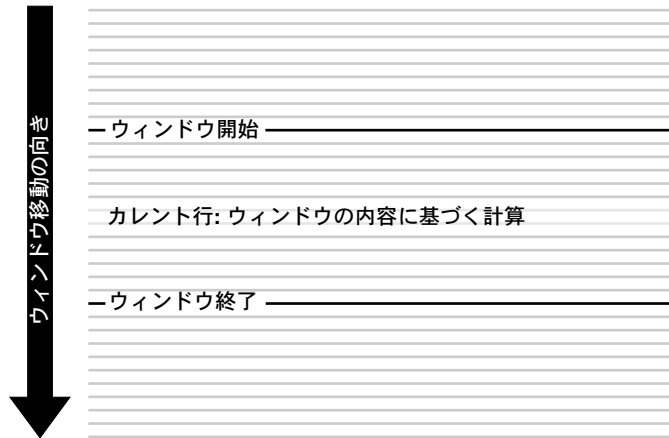 ウィンドウ移動の向き
ウィンドウ開始
カレント行: ウィンドウの内容に基づく計算
ウィンドウ終了